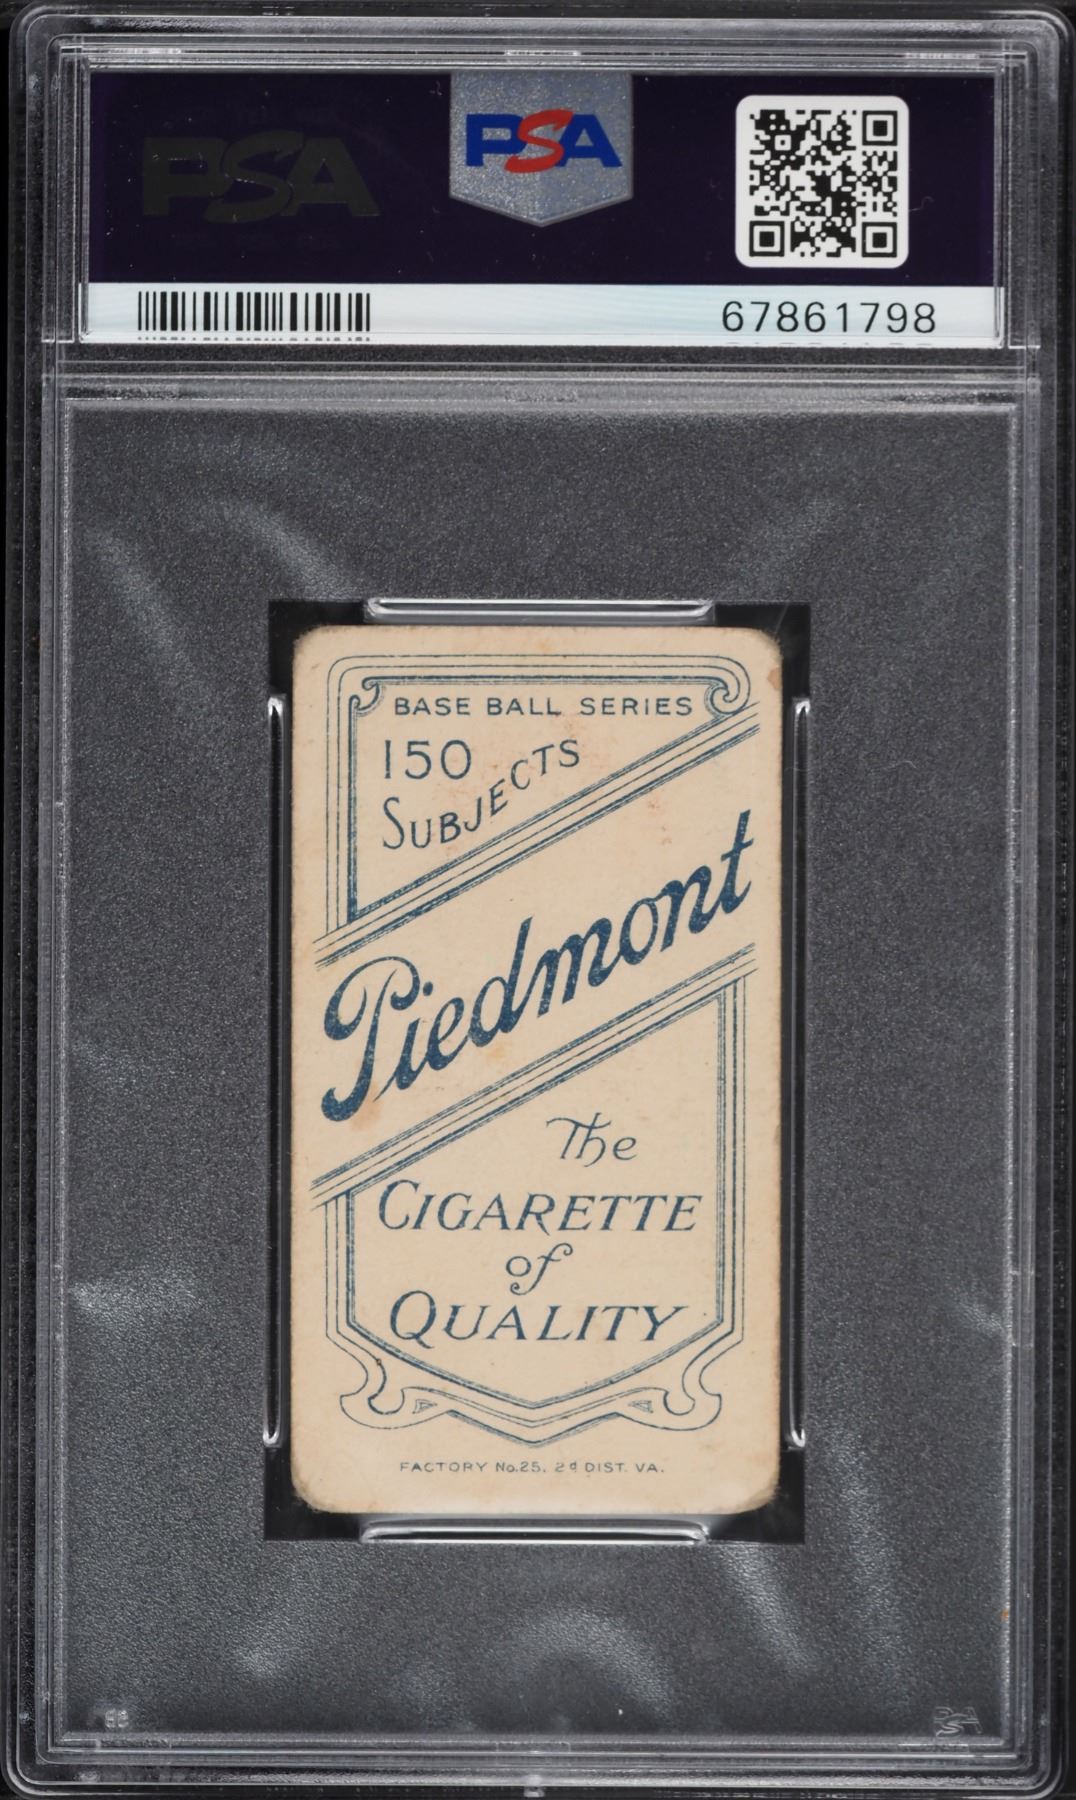 PSA
PSA
67861798
BASE BALL SERIES
150
SUBJECTS
Piedmont
The
CIGARETTE
of
QUALITY
FACTORY No.25. 2d DIST. VA.
PSA